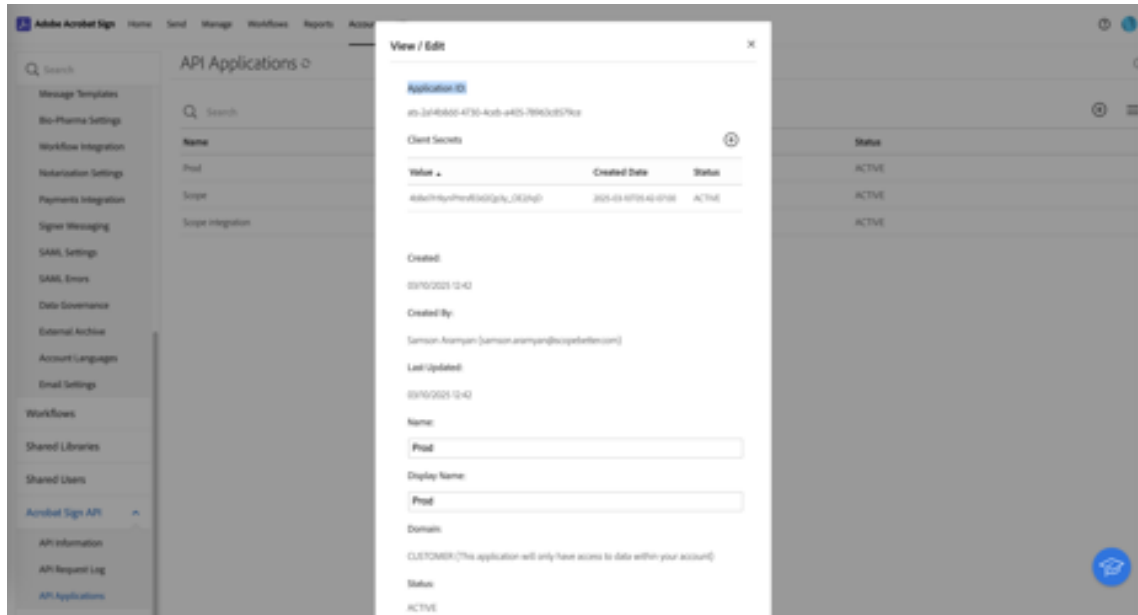 Adobe Acrobat Sign Home Send Manage Workflows Reports
View / Edit
Search
API Applications
Application ID:
Message Templates
Search
Bio-Pharma Settings
Client Secrets
Name
Status
Workflow Integration
Value Created Date Status
Prod
ACTIVE
Notarization Settings
ACTIVE
Scope
ACTIVE
Payments Integration
Scope integration
ACTIVE
Signer Messaging
SAML Settings
Created:
SAML Errors
03/10/2025 12:42
Data Governance
Created By:
External Archive
Samson Aramyan
Account Languages
Last Updated:
Email Settings
03/10/2025 12:42
Workflows
Name:
Shared Libraries
Prod
Shared Users
Display Name:
Prod
Acrobat Sign API
Domain:
API Information
CUSTOMER (This application will only have access to data within your account)
API Request Log
Status:
API Applications
ACTIVE